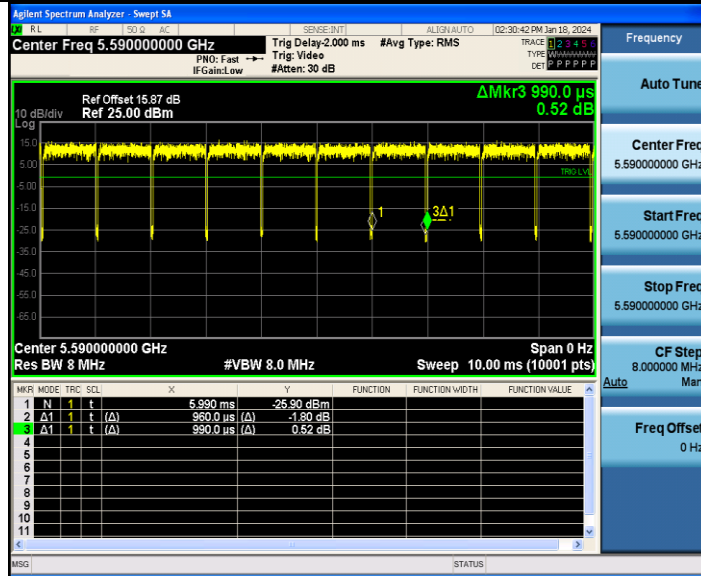 Agilent Spectrum Analyzer - Swept SA
RL RF 50 Ω AC SENSE:INT ALIGNAUTO 02:30:42 PM Jan 18, 2024
Center Freq 5.590000000 GHz Trig Delay-2.000 ms #Avg Type: RMS TRACE 1 2 3 4 5 6
PNO: Fast Trig: Video TYPE WWWWWW
IFGain:Low #Atten: 30 dB DET P P P P P P
Frequency
Auto Tune
Center Freq
5.590000000 GHz
Start Freq
5.590000000 GHz
Stop Freq
5.590000000 GHz
CF Step
8.000000 MHz
Auto Man
Freq Offset
0 Hz
ΔMkr3 990.0 µs
0.52 dB
Ref Offset 15.87 dB
10 dB/div Ref 25.00 dBm
Log
15.0
5.00
TRIG LVL
-5.00
-15.0
1 3Δ1
-25.0
-35.0
-45.0
-55.0
-65.0
Center 5.590000000 GHz Span 0 Hz
Res BW 8 MHz #VBW 8.0 MHz Sweep 10.00 ms (10001 pts)
MKR MODE TRC SCL X Y FUNCTION FUNCTION WIDTH FUNCTION VALUE
1 N 1 t 5.990 ms -25.90 dBm
2 Δ1 1 t (Δ) 960.0 µs (Δ) -1.80 dB
3 Δ1 1 t (Δ) 990.0 µs (Δ) 0.52 dB
4
5
6
7
8
9
10
11
MSG STATUS